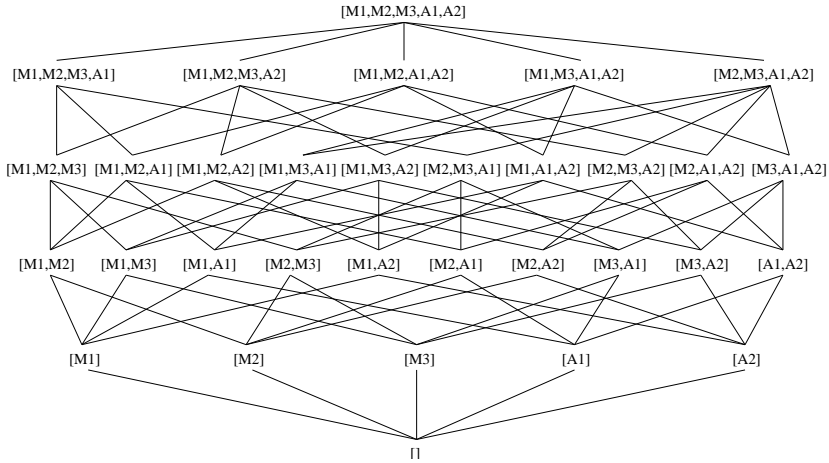 [M1,M2,M3,A1,A2]
[M1,M2,M3,A1] [M1,M2,M3,A2] [M1,M2,A1,A2] [M1,M3,A1,A2] [M2,M3,A1,A2]
[M1,M2,M3] [M1,M2,A1] [M1,M2,A2] [M1,M3,A1] [M1,M3,A2] [M2,M3,A1] [M1,A1,A2] [M2,M3,A2] [M2,A1,A2] [M3,A1,A2]
[M1,M2] [M1,M3] [M1,A1] [M2,M3] [M1,A2] [M2,A1] [M2,A2] [M3,A1] [M3,A2] [A1,A2]
[M1] [M2] [M3] [A1] [A2]
[]